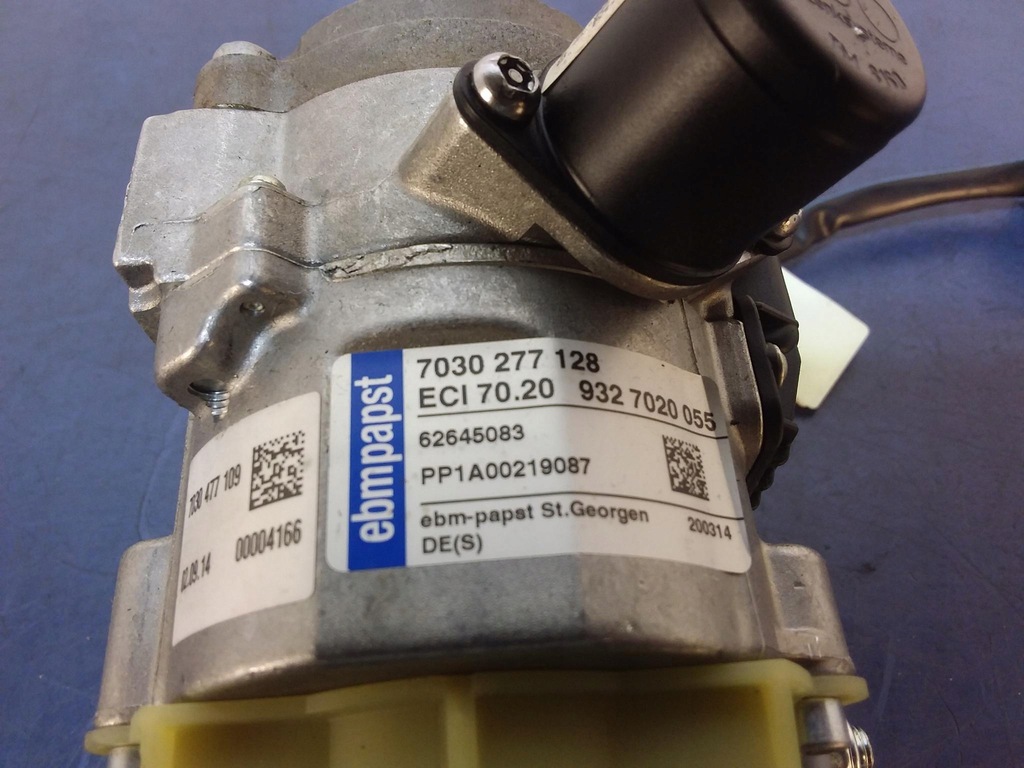 ebmpapst
7030 277 128
ECI 70.20 932 7020 055
62645083
PP1A00219087
ebm-papst St.Georgen
DE(S)
200314
7030 477 109
00004166
02.09.14